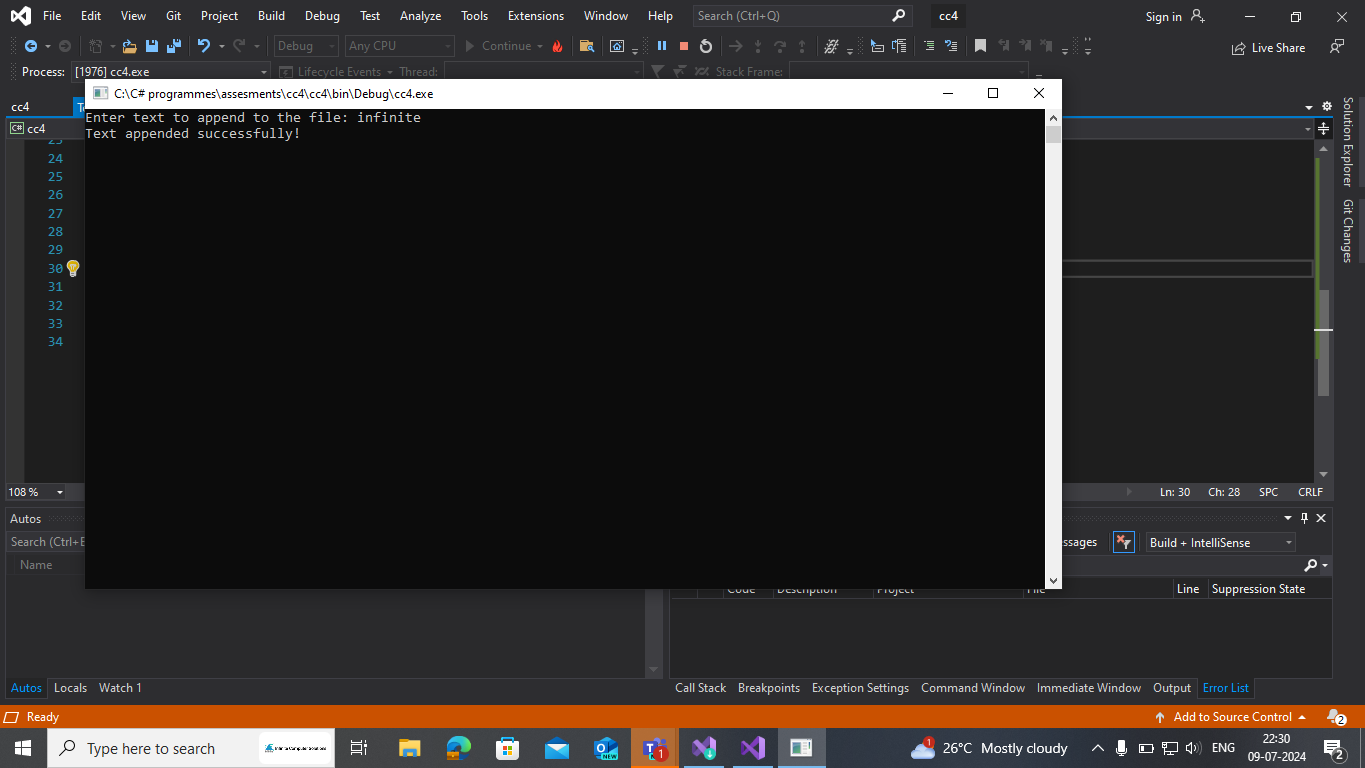 File Edit View Git Project Build Debug Test Analyze Tools Extensions Window Help Search (Ctrl+Q) cc4 Sign in
Debug Any CPU Continue Live Share
Process: [1976] cc4.exe Lifecycle Events Thread: Stack Frame:
C:\C# programmes\assesments\cc4\cc4\bin\Debug\cc4.exe
cc4
Enter text to append to the file: infinite
Text appended successfully!
C# cc4
Solution Explorer
Git Changes
24
25
26
27
28
29
30
31
32
33
34
108 % Ln: 30 Ch: 28 SPC CRLF
Autos
Search (Ctrl+E
Build + IntelliSense
Name
Code Description Project File Line Suppression State
Autos Locals Watch 1
Call Stack Breakpoints Exception Settings Command Window Immediate Window Output Error List
Ready Add to Source Control 2
Type here to search Infinite Computer Solutions NEW 1 1 26°C Mostly cloudy ENG 22:30
09-07-2024 2